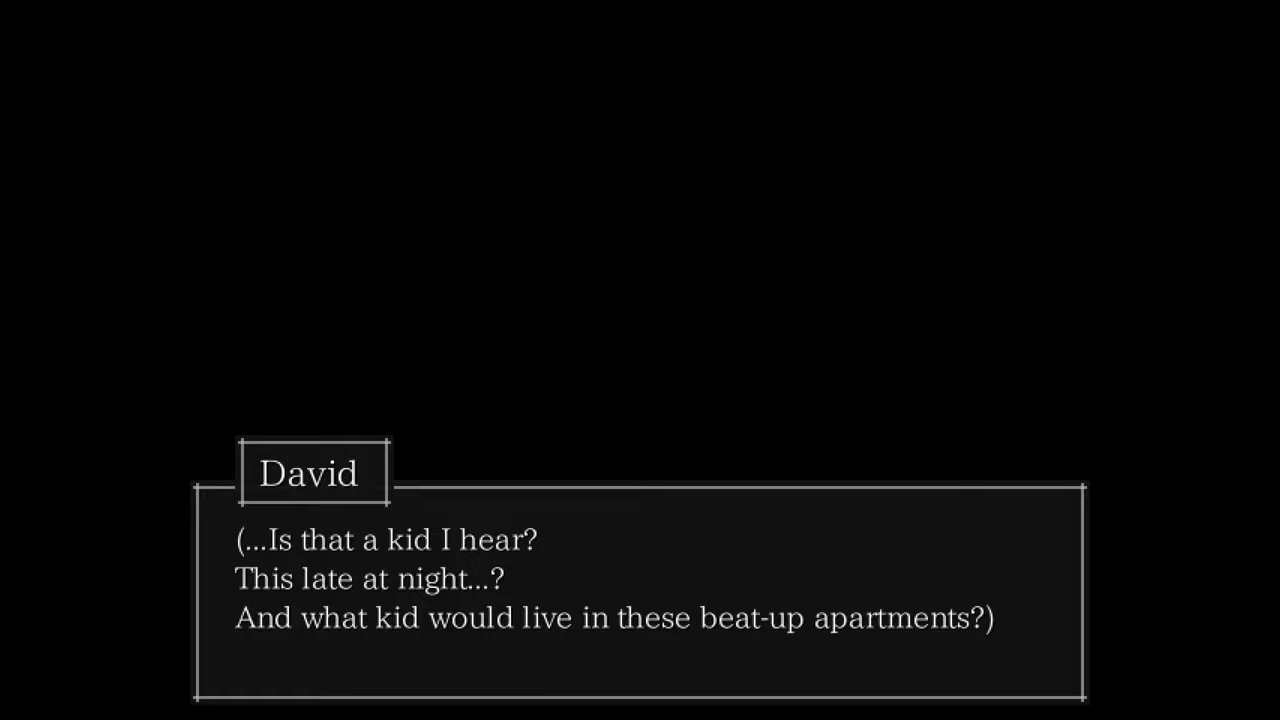 David
(...Is that a kid I hear?
This late at night...?
And what kid would live in these beat-up apartments?)